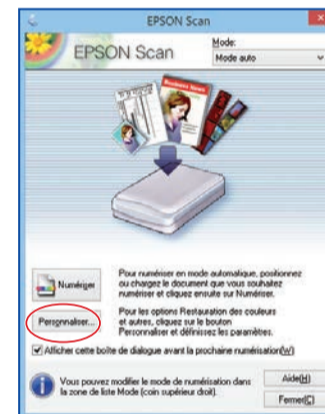 EPSON Scan
EPSON Scan
Mode:
Mode auto
Business News
Numériser
Pour numériser en mode automatique, positionnez
ou chargez le document que vous souhaitez
numériser et cliquez ensuite sur Numériser.
Personnaliser...
Pour les options Restauration des couleurs
et autres, cliquez sur le bouton
Personnaliser et définissez les paramètres.
Afficher cette boîte de dialogue avant la prochaine numérisation(W)
Vous pouvez modifier le mode de numérisation dans
la zone de liste Mode (coin supérieur droit).
Aide(H)
Fermer(C)